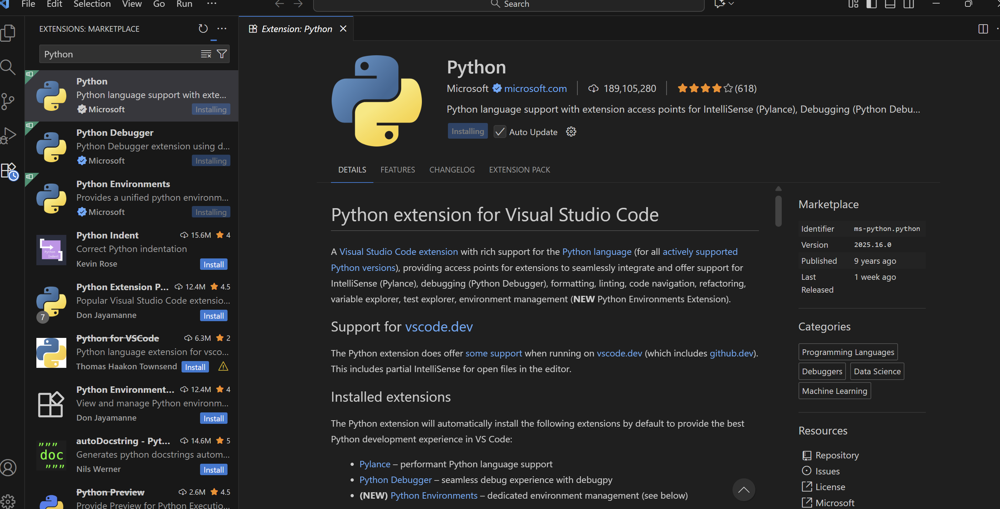 File Edit Selection View Go Run ...
Search
EXTENSIONS: MARKETPLACE
Python
Python
Python language support with exte...
Microsoft Installing
Python Debugger
Python Debugger extension using d...
Microsoft Installing
Python Environments
Provides a unified python environm...
Microsoft Installing
Python Indent 15.6M 4
Correct Python indentation
Kevin Rose Install
Python Extension P... 12.4M 4.5
Popular Visual Studio Code extensio...
7 Don Jayamanne Install
Python for VSCode 6.3M 2
Python language extension for vsco...
Thomas Haakon Townsend Install
Python Environment... 12.4M 4
View and manage Python environm...
Don Jayamanne Install
autoDocstring - Pyt... 14.6M 5
Generates python docstrings autom...
Nils Werner Install
"""
doc
"""
Python Preview 2.6M 4.5
Provide Preview for Python Executio...
Extension: Python
Python
Microsoft microsoft.com 189,105,280 (618)
Python language support with extension access points for IntelliSense (Pylance), Debugging (Python Debu...
Installing Auto Update
DETAILS FEATURES CHANGELOG EXTENSION PACK
Python extension for Visual Studio Code
A Visual Studio Code extension with rich support for the Python language (for all actively supported
Python versions), providing access points for extensions to seamlessly integrate and offer support for
IntelliSense (Pylance), debugging (Python Debugger), formatting, linting, code navigation, refactoring,
variable explorer, test explorer, environment management (NEW Python Environments Extension).
Support for vscode.dev
The Python extension does offer some support when running on vscode.dev (which includes github.dev).
This includes partial IntelliSense for open files in the editor.
Installed extensions
The Python extension will automatically install the following extensions by default to provide the best
Python development experience in VS Code:
• Pylance – performant Python language support
• Python Debugger – seamless debug experience with debugpy
• (NEW) Python Environments – dedicated environment management (see below)
Marketplace
Identifier ms-python.python
Version 2025.16.0
Published 9 years ago
Last 1 week ago
Released
Categories
Programming Languages
Debuggers Data Science
Machine Learning
Resources
Repository
Issues
License
Microsoft